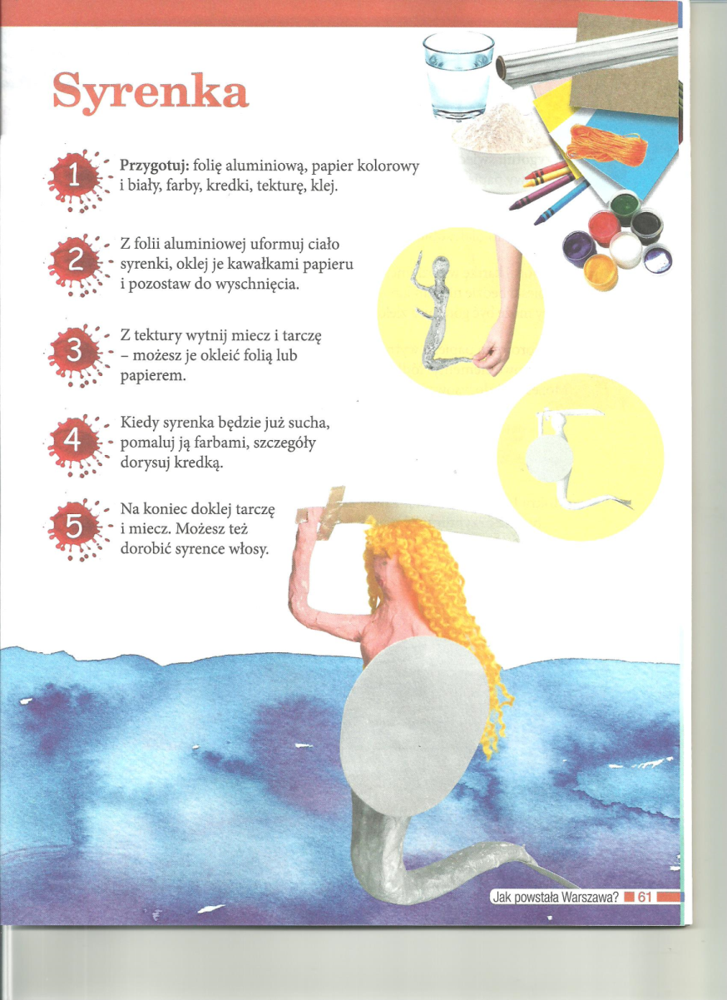 Syrenka
1
Przygotuj: folię aluminiową, papier kolorowy
i biały, farby, kredki, tekturę, klej.
2
Z folii aluminiowej uformuj ciało
syrenki, oklej je kawałkami papieru
i pozostaw do wyschnięcia.
3
Z tektury wytnij miecz i tarczę
– możesz je okleić folią lub
papierem.
4
Kiedy syrenka będzie już sucha,
pomaluj ją farbami, szczegóły
dorysuj kredką.
5
Na koniec doklej tarczę
i miecz. Możesz też
dorobić syrence włosy.
Jak powstała Warszawa? 61